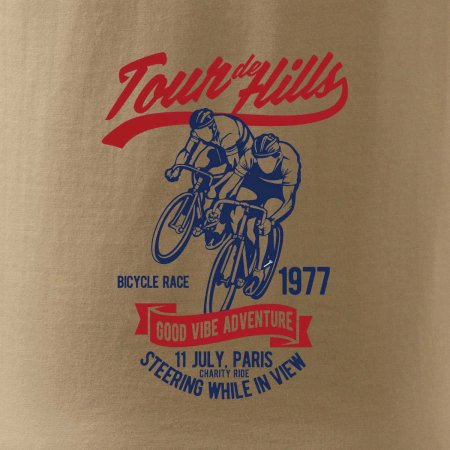 Tour de Hills
BICYCLE RACE 1977
GOOD VIBE ADVENTURE
11 JULY, PARIS
CHARITY RIDE
STEERING WHILE IN VIEW